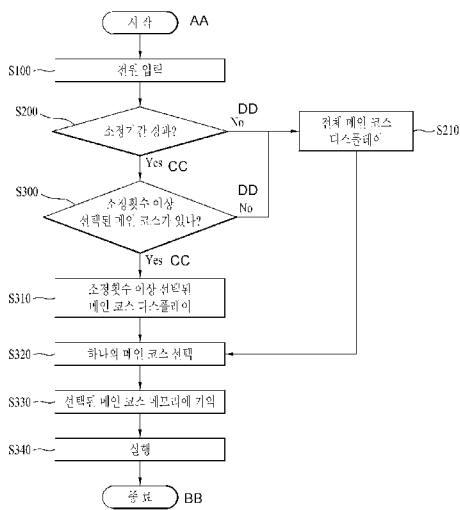 시 작 AA
S100 전원 입력
S200 소정기간 경과?
DD
No
전체 메인 코스
디스플레이
S210
Yes CC
S300 소정횟수 이상
선택된 메인 코스가 있나?
DD
No
Yes CC
S310 소정횟수 이상 선택된
메인 코스 디스플레이
S320 하나의 메인 코스 선택
S330 선택된 메인 코스 메모리에 기억
S340 실행
종 료 BB